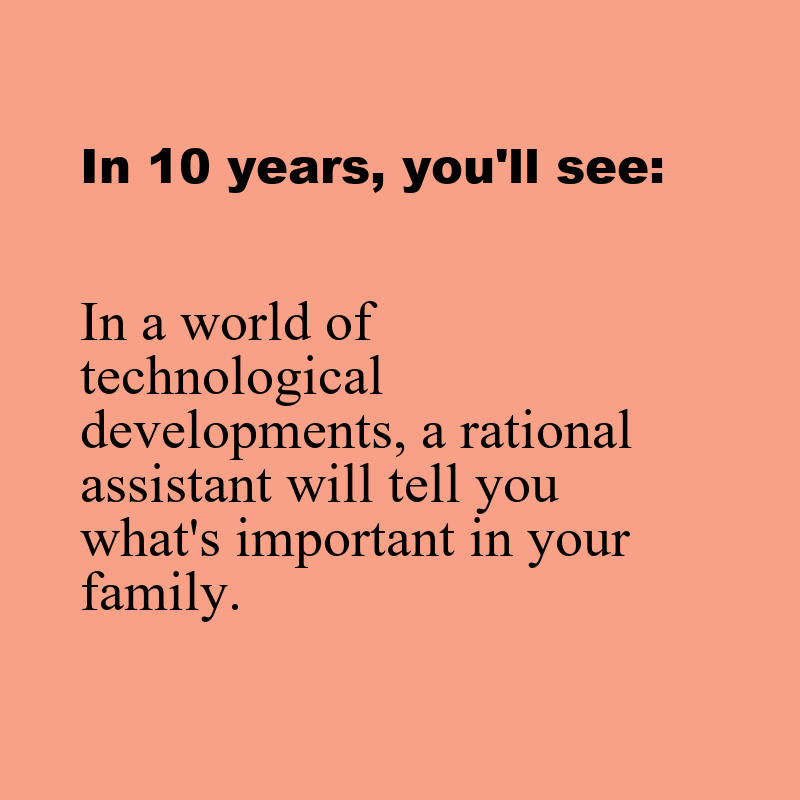 In 10 years, you'll see:
In a world of
technological
developments, a rational
assistant will tell you
what's important in your
family.